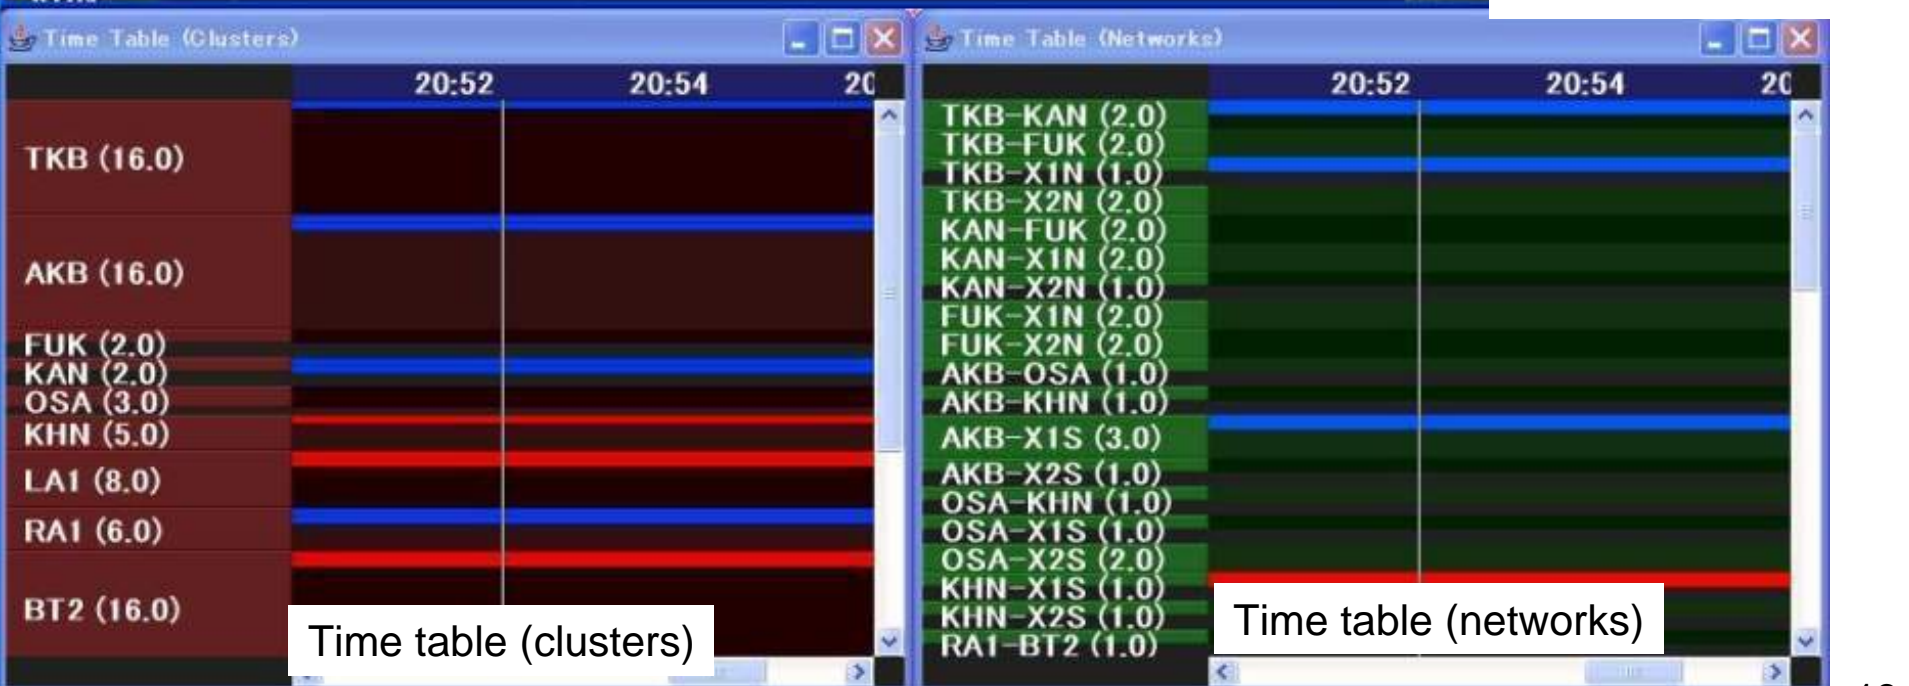 Time Table (Clusters)
20:52 20:54 20
TKB (16.0)
AKB (16.0)
FUK (2.0)
KAN (2.0)
OSA (3.0)
KHN (5.0)
LA1 (8.0)
RA1 (6.0)
BT2 (16.0)
Time table (clusters)
Time Table (Networks)
20:52 20:54 20
TKB-KAN (2.0)
TKB-FUK (2.0)
TKB-X1N (1.0)
TKB-X2N (2.0)
KAN-FUK (2.0)
KAN-X1N (2.0)
KAN-X2N (1.0)
FUK-X1N (2.0)
FUK-X2N (2.0)
AKB-OSA (1.0)
AKB-KHN (1.0)
AKB-X1S (3.0)
AKB-X2S (1.0)
OSA-KHN (1.0)
OSA-X1S (1.0)
OSA-X2S (2.0)
KHN-X1S (1.0)
KHN-X2S (1.0)
RA1-BT2 (1.0)
Time table (networks)